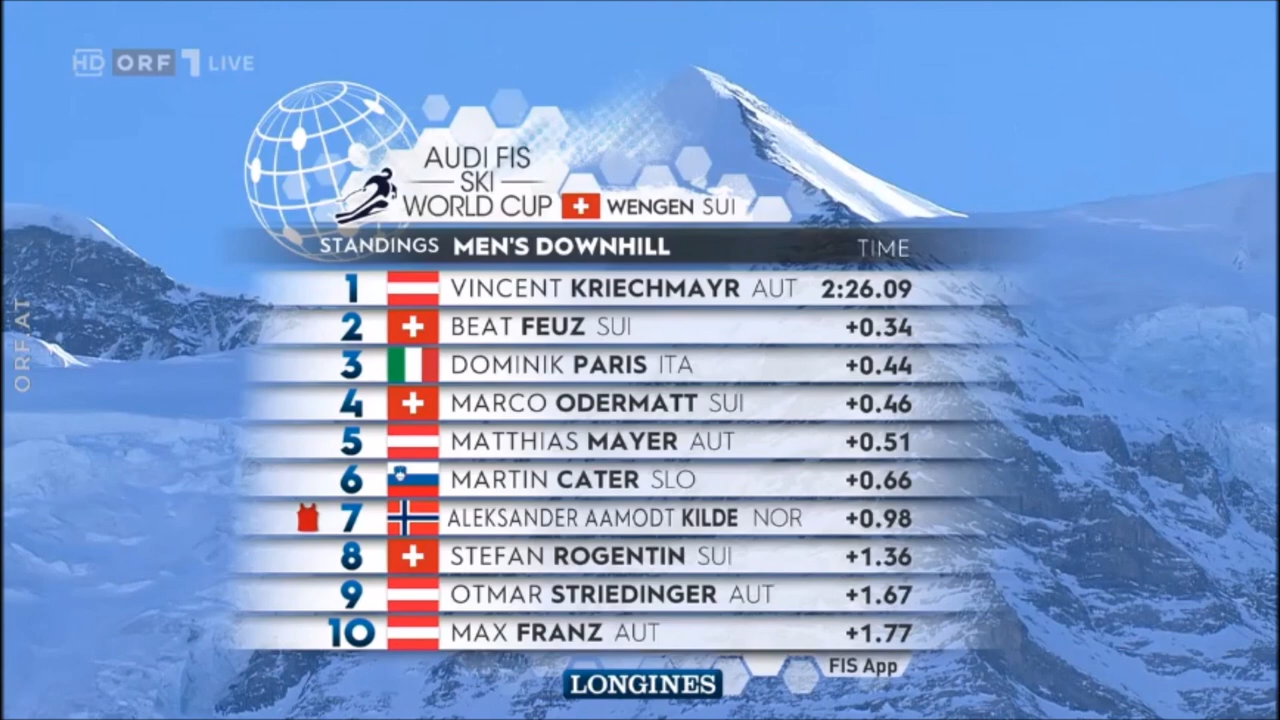 HD ORF 1 LIVE
AUDI FIS
SKI
WORLD CUP WENGEN SUI
STANDINGS MEN'S DOWNHILL TIME
1 VINCENT KRIECHMAYR AUT 2:26.09
2 BEAT FEUZ SUI +0.34
3 DOMINIK PARIS ITA +0.44
4 MARCO ODERMATT SUI +0.46
5 MATTHIAS MAYER AUT +0.51
6 MARTIN CATER SLO +0.66
7 ALEKSANDER AAMODT KILDE NOR +0.98
8 STEFAN ROGENTIN SUI +1.36
9 OTMAR STRIEDINGER AUT +1.67
10 MAX FRANZ AUT +1.77
FIS App
LONGINES
ORF.AT